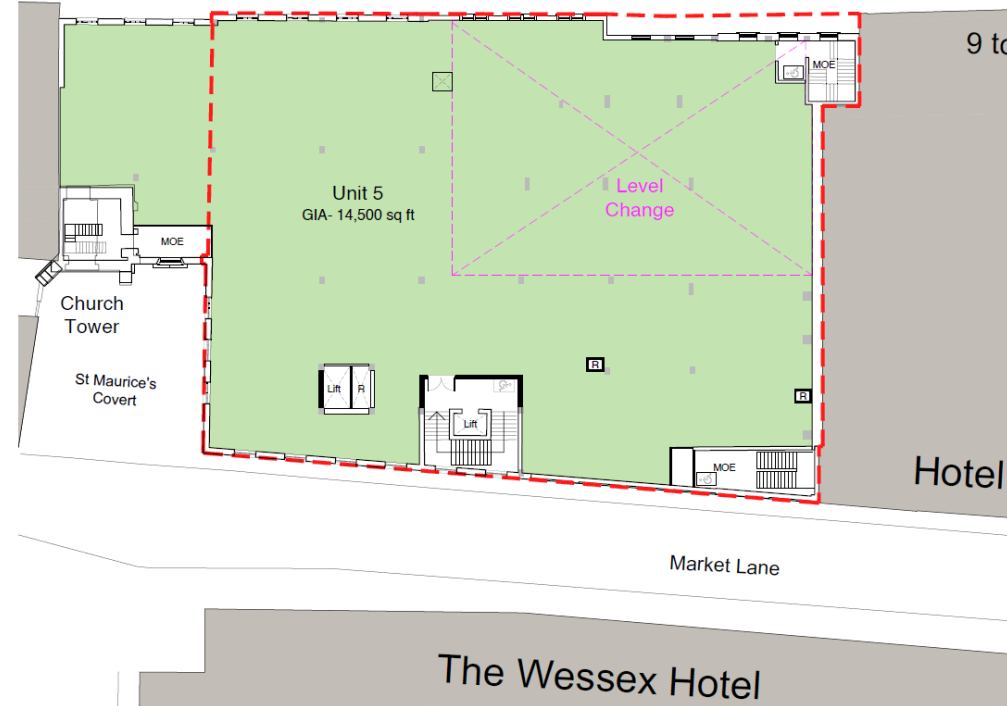 9 to
MOE
Unit 5
GIA- 14,500 sq ft
Level
Change
MOE
Church
Tower
St Maurice's
Covert
Lift
R
R
R
Lift
MOE
Hotel
Market Lane
The Wessex Hotel